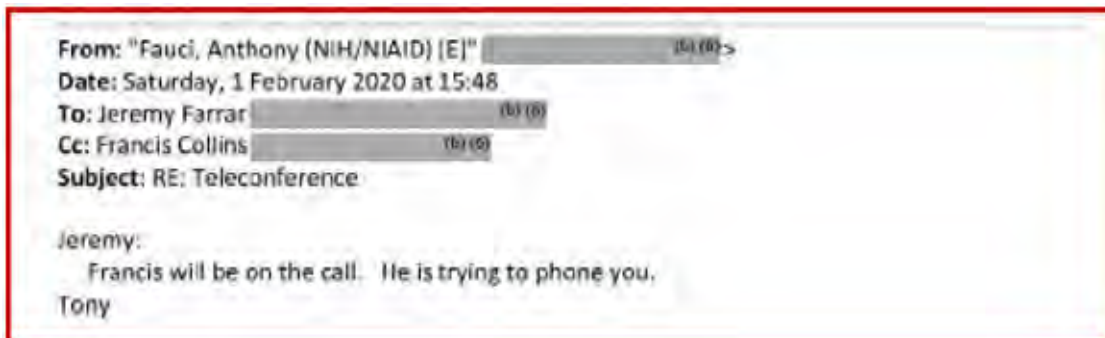 From: "Fauci, Anthony (NIH/NIAID) [E]" (b) (6)>
Date: Saturday, 1 February 2020 at 15:48
To: Jeremy Farrar (b) (6)
Cc: Francis Collins (b) (6)
Subject: RE: Teleconference
Jeremy:
Francis will be on the call. He is trying to phone you.
Tony